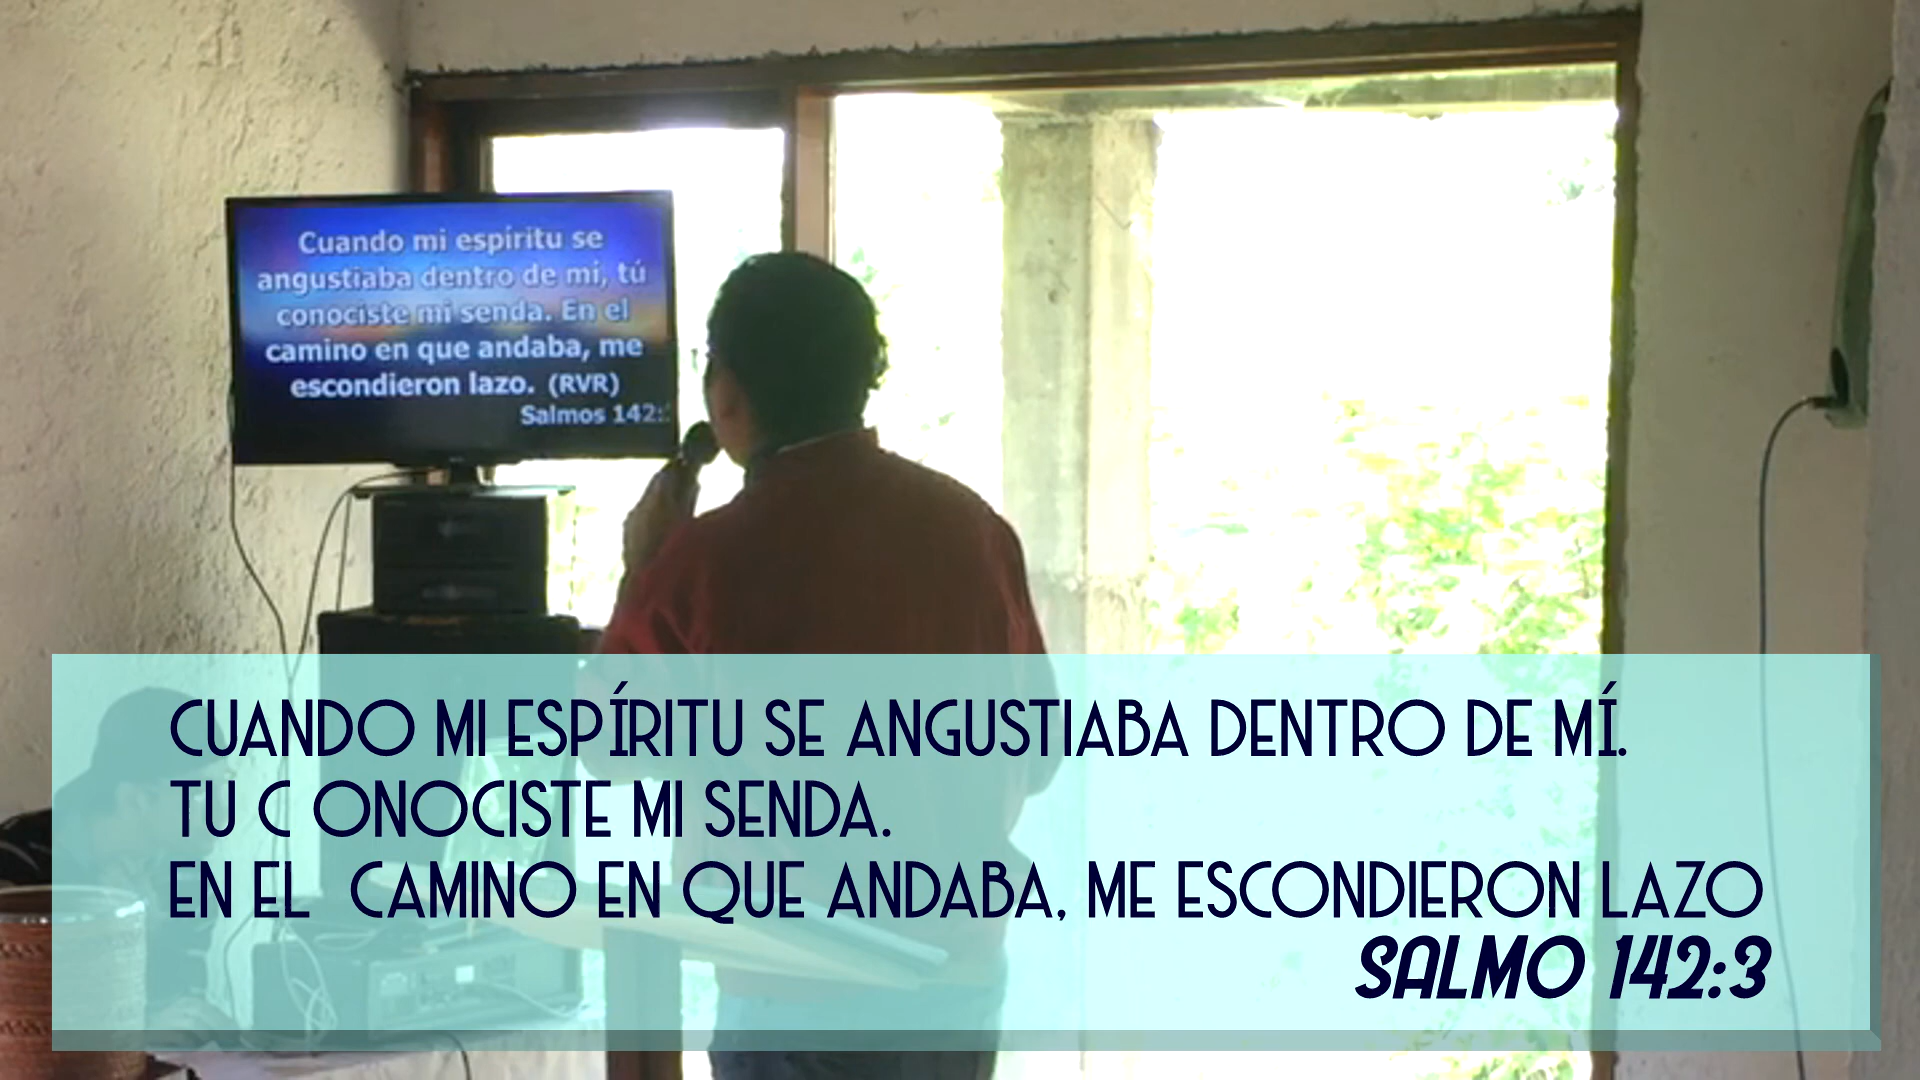 Cuando mi espíritu se
angustiaba dentro de mí, tú
conociste mi senda. En el
camino en que andaba, me
escondieron lazo. (RVR)
Salmos 142:
CUANDO MI ESPÍRITU SE ANGUSTIABA DENTRO DE MÍ.
TU C ONOCISTE MI SENDA.
EN EL  CAMINO EN QUE ANDABA, ME ESCONDIERON LAZO
SALMO 142:3